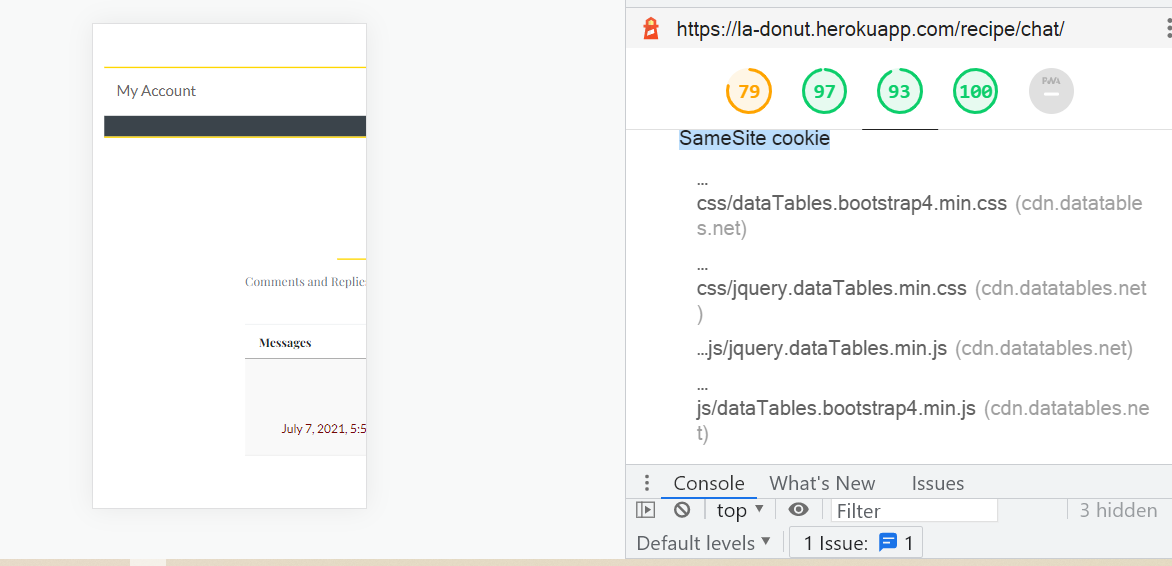 My Account
Comments and Replie
Messages
July 7, 2021, 5:5
https://la-donut.herokuapp.com/recipe/chat/
79 97 93 100 PWA
SameSite cookie
…
css/dataTables.bootstrap4.min.css (cdn.datatable
s.net)
…
css/jquery.dataTables.min.css (cdn.datatables.net
)
…js/jquery.dataTables.min.js (cdn.datatables.net)
…
js/dataTables.bootstrap4.min.js (cdn.datatables.ne
t)
Console What's New Issues
top Filter 3 hidden
Default levels 1 Issue: 1